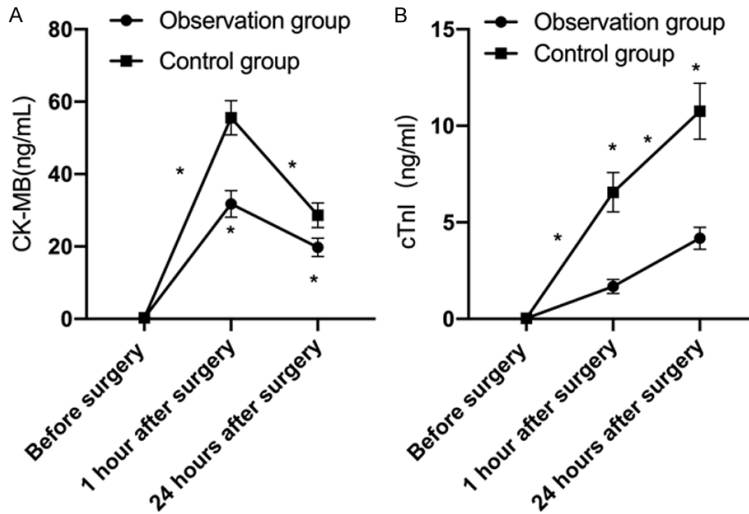 A
Observation group
Control group
CK-MB(ng/mL)
80
60
40
20
0
*
*
*
*
Before surgery
1 hour after surgery
24 hours after surgery
B
Observation group
Control group
cTnI (ng/ml)
15
10
5
0
*
*
*
*
Before surgery
1 hour after surgery
24 hours after surgery